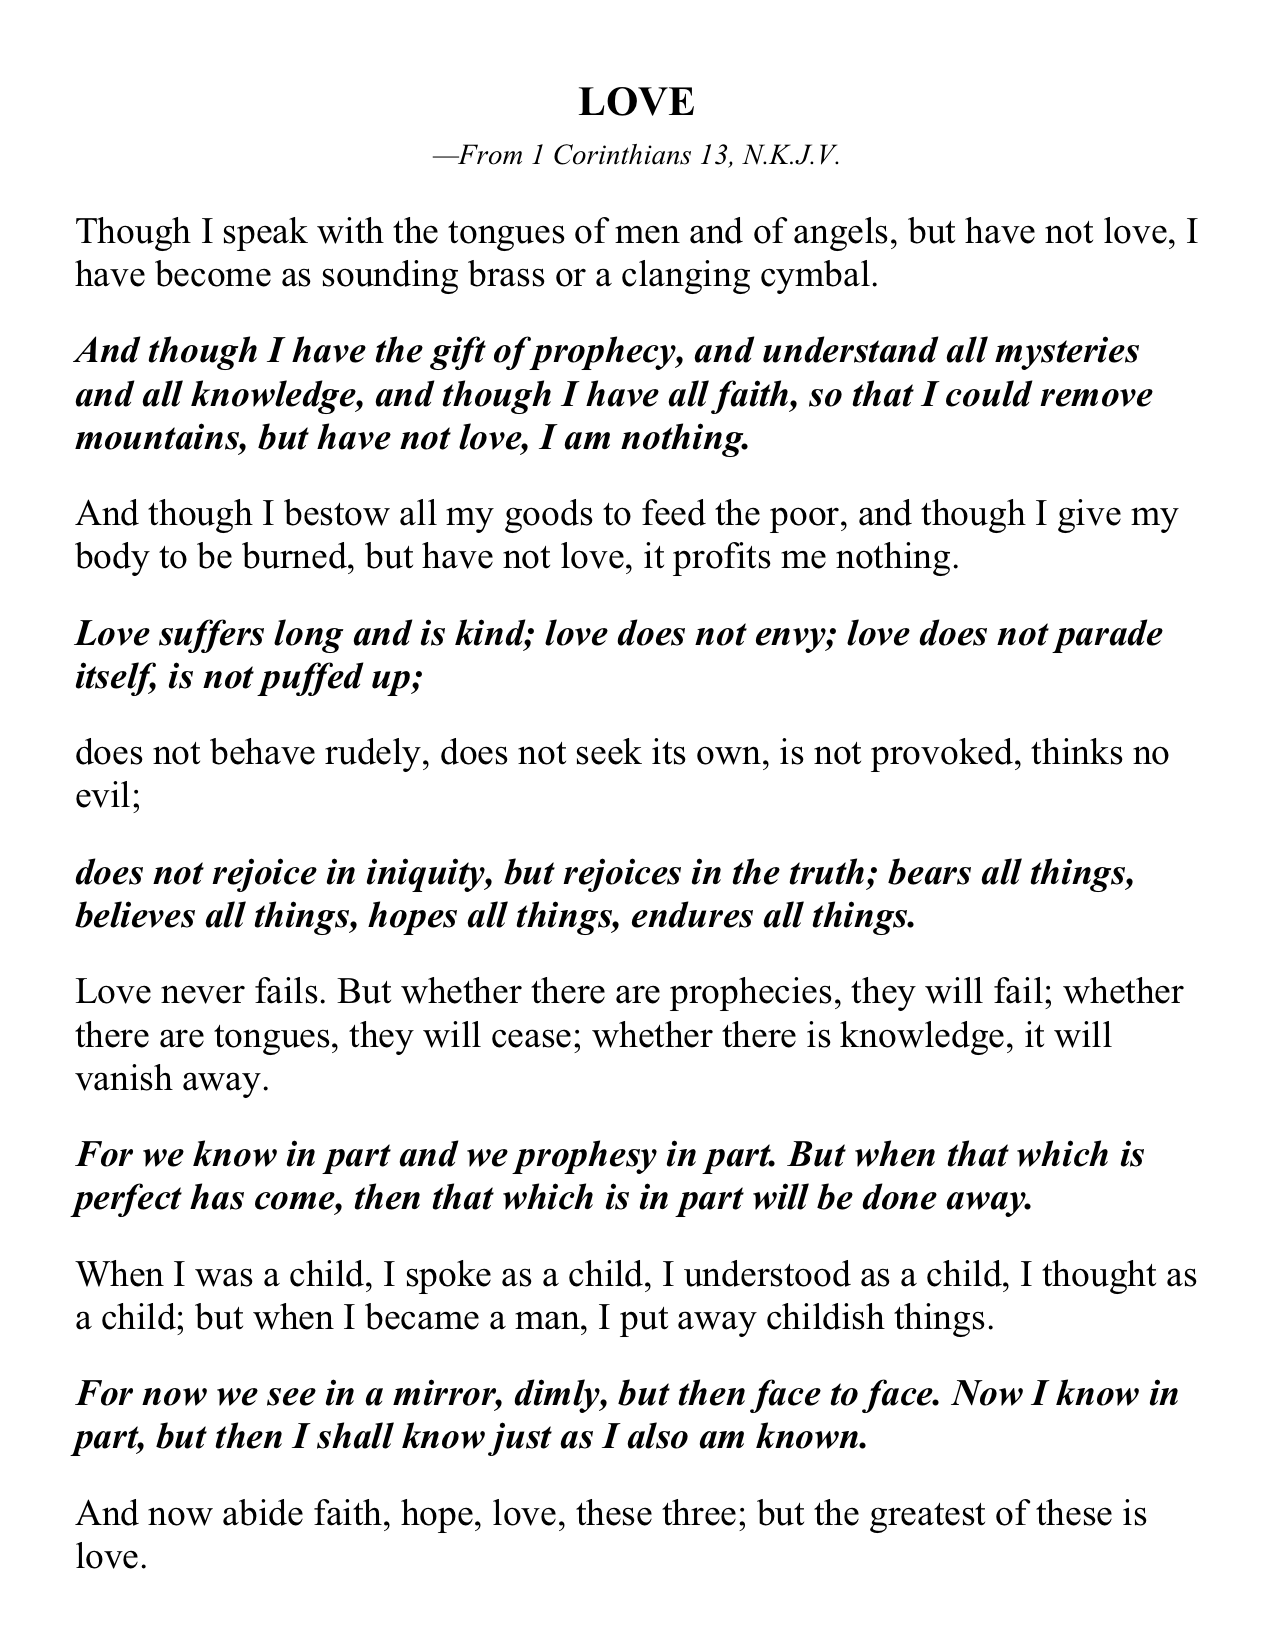 LOVE
—From 1 Corinthians 13, N.K.J.V.
Though I speak with the tongues of men and of angels, but have not love, I
have become as sounding brass or a clanging cymbal.
And though I have the gift of prophecy, and understand all mysteries
and all knowledge, and though I have all faith, so that I could remove
mountains, but have not love, I am nothing.
And though I bestow all my goods to feed the poor, and though I give my
body to be burned, but have not love, it profits me nothing.
Love suffers long and is kind; love does not envy; love does not parade
itself, is not puffed up;
does not behave rudely, does not seek its own, is not provoked, thinks no
evil;
does not rejoice in iniquity, but rejoices in the truth; bears all things,
believes all things, hopes all things, endures all things.
Love never fails. But whether there are prophecies, they will fail; whether
there are tongues, they will cease; whether there is knowledge, it will
vanish away.
For we know in part and we prophesy in part. But when that which is
perfect has come, then that which is in part will be done away.
When I was a child, I spoke as a child, I understood as a child, I thought as
a child; but when I became a man, I put away childish things.
For now we see in a mirror, dimly, but then face to face. Now I know in
part, but then I shall know just as I also am known.
And now abide faith, hope, love, these three; but the greatest of these is
love.